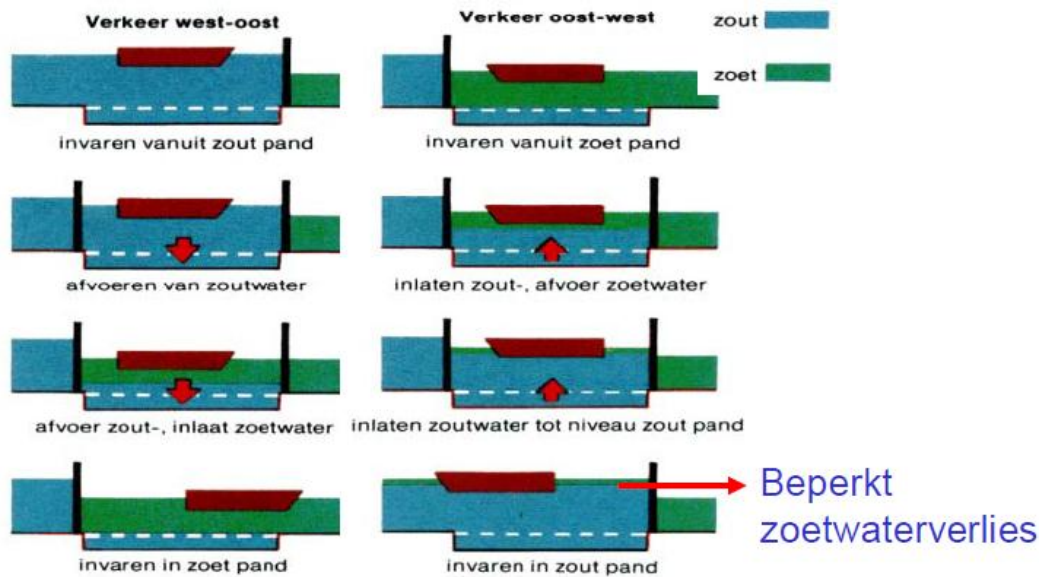 Verkeer west-oost
Verkeer oost-west
zout
zoet
invaren vanuit zout pand
invaren vanuit zoet pand
afvoeren van zoutwater
inlaten zout-, afvoer zoetwater
afvoer zout-, inlaat zoetwater
inlaten zoutwater tot niveau zout pand
Beperkt
zoetwaterverlies
invaren in zoet pand
invaren in zout pand